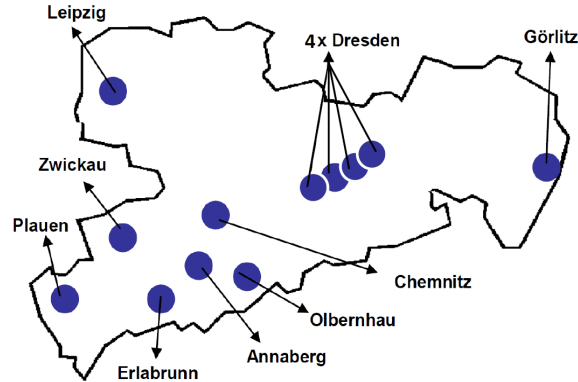 Leipzig
4x Dresden
Görlitz
Zwickau
Plauen
Chemnitz
Olbernhau
Annaberg
Erlabrunn